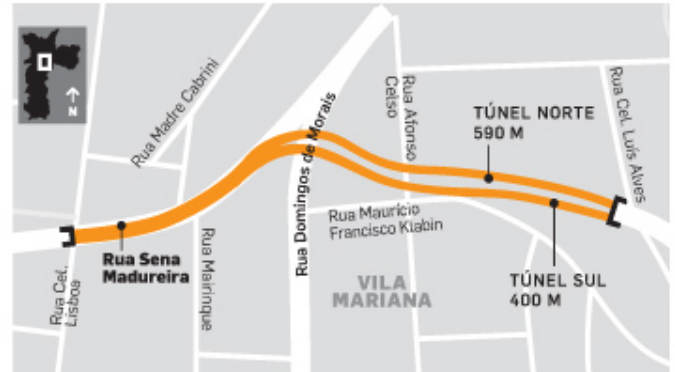 N
Rua Madre Cabrini
Rua Afonso
Celso
Rua Cel. Luís Alves
TÚNEL NORTE
590 M
Rua Domingos de Morais
Rua Maurício
Francisco Klabin
Rua Sena
Madureira
Rua Mairinque
Rua Cel.
Lisboa
VILA
MARIANA
TÚNEL SUL
400 M